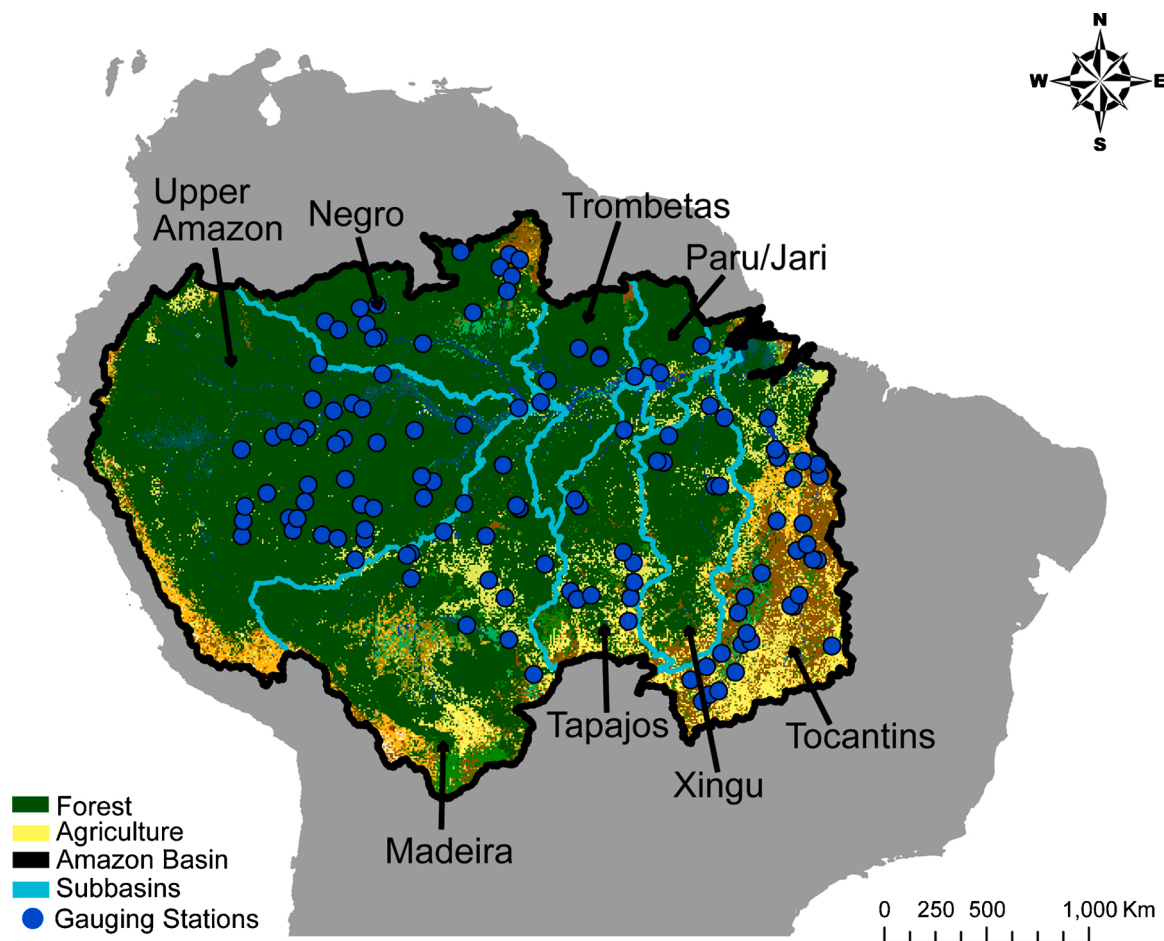 N
W
E
S
Upper
Amazon
Negro
Trombetas
Paru/Jari
Tapajos
Tocantins
Xingu
Madeira
Forest
Agriculture
Amazon Basin
Subbasins
Gauging Stations
0 250 500 1,000 Km